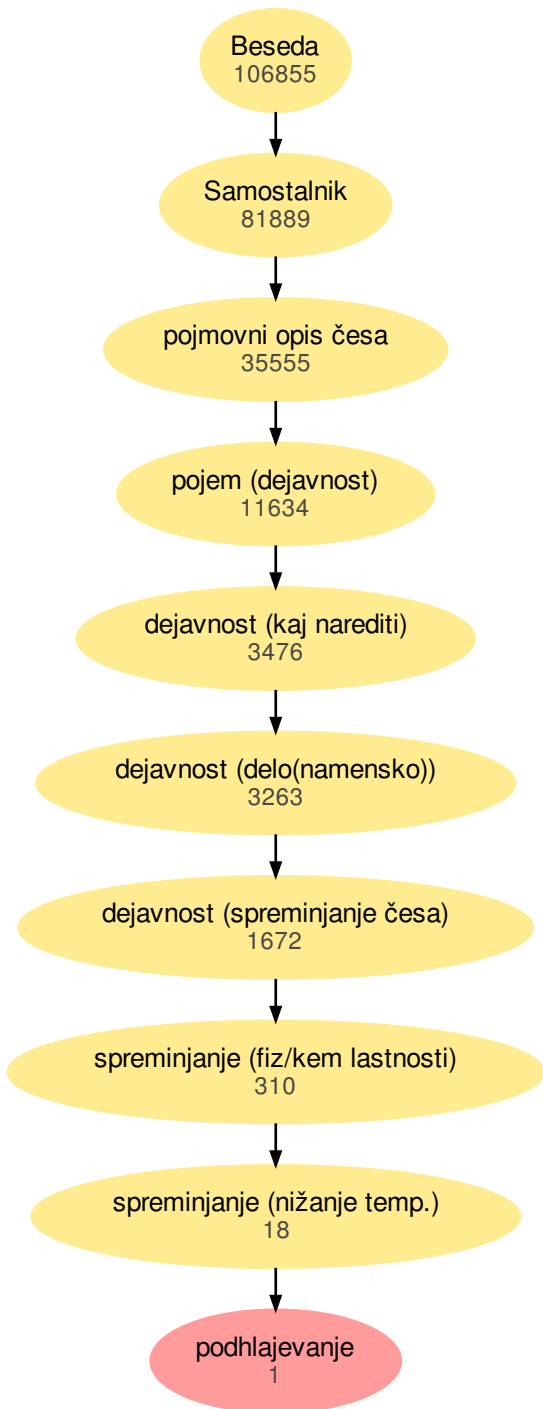 Beseda
106855
Samostalnik
81889
pojmovni opis česa
35555
pojem (dejavnost)
11634
dejavnost (kaj narediti)
3476
dejavnost (delo(namensko))
3263
dejavnost (spreminjanje česa)
1672
spreminjanje (fiz/kem lastnosti)
310
spreminjanje (nižanje temp.)
18
podhlajevanje
1